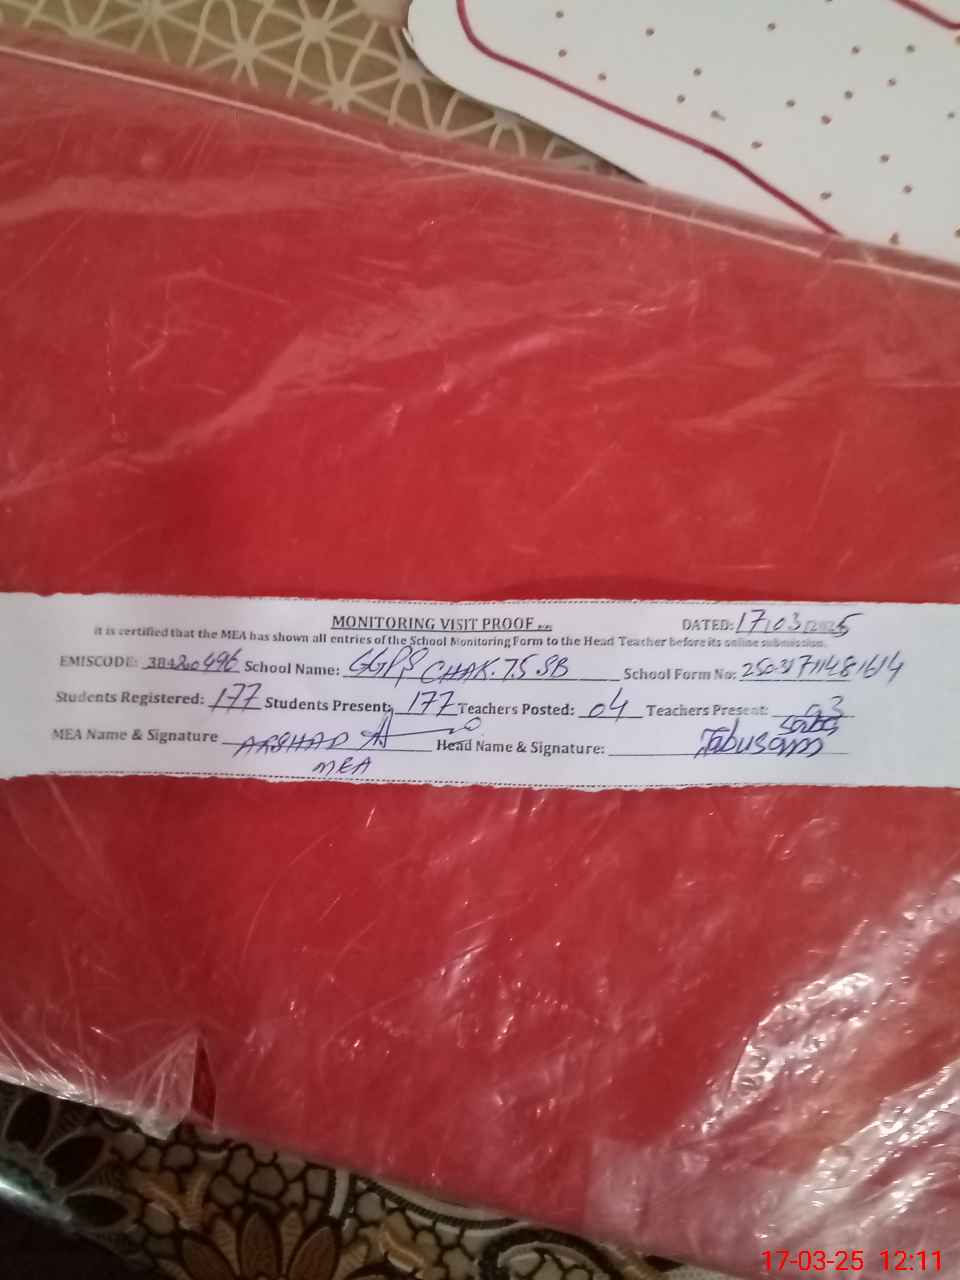 MONITORING VISIT PROOF DATED: 17/03/2025
it is certified that the MEA has shown all entries of the School Monitoring Form to the Head Teacher before its online submission.
EMISCODE: 38420496 School Name: GGPS CHAK. 75 SB School Form No: 25031711481614
Students Registered: 177 Students Present: 177 Teachers Posted: 04 Teachers Present: 03
MEA Name & Signature ARSHAD Head Name & Signature: Tabusam
MEA
17-03-25 12:11